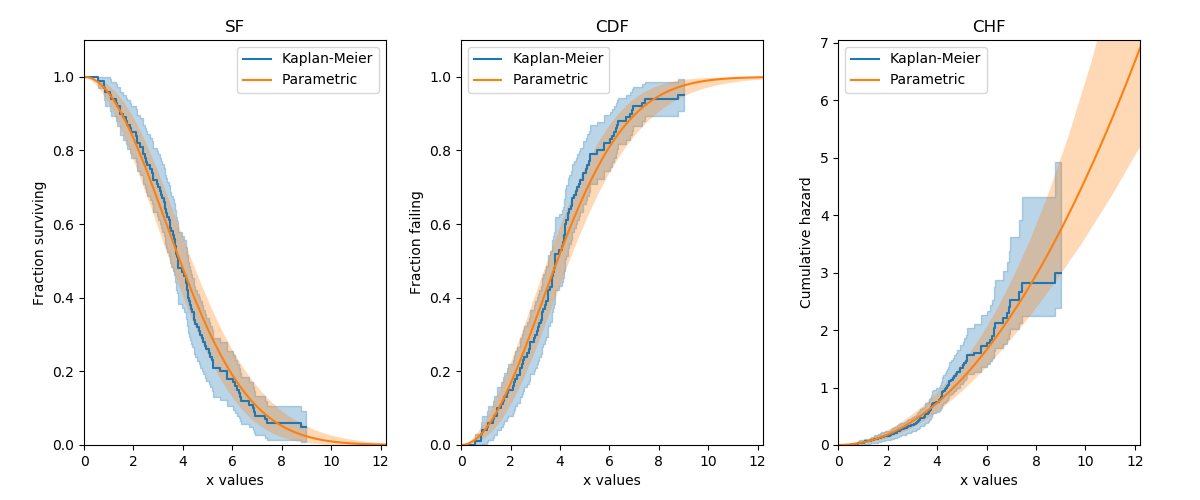 SF
Kaplan-Meier
Parametric
Fraction surviving
1.0
0.8
0.6
0.4
0.2
0.0
0 2 4 6 8 10 12
x values
CDF
Kaplan-Meier
Parametric
Fraction failing
1.0
0.8
0.6
0.4
0.2
0.0
0 2 4 6 8 10 12
x values
CHF
Kaplan-Meier
Parametric
Cumulative hazard
7
6
5
4
3
2
1
0
0 2 4 6 8 10 12
x values